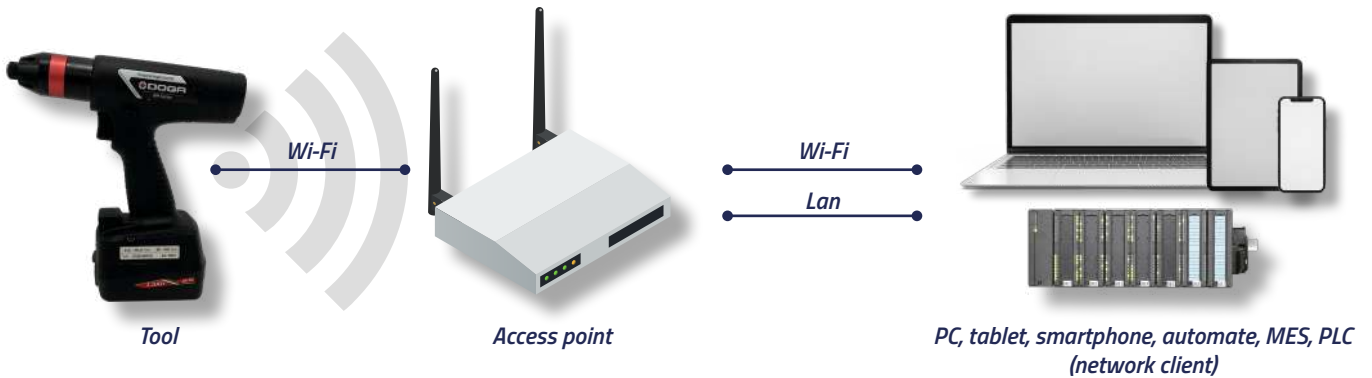 DOGA
Wi-Fi
Wi-Fi
Lan
Tool
Access point
PC, tablet, smartphone, automate, MES, PLC
(network client)